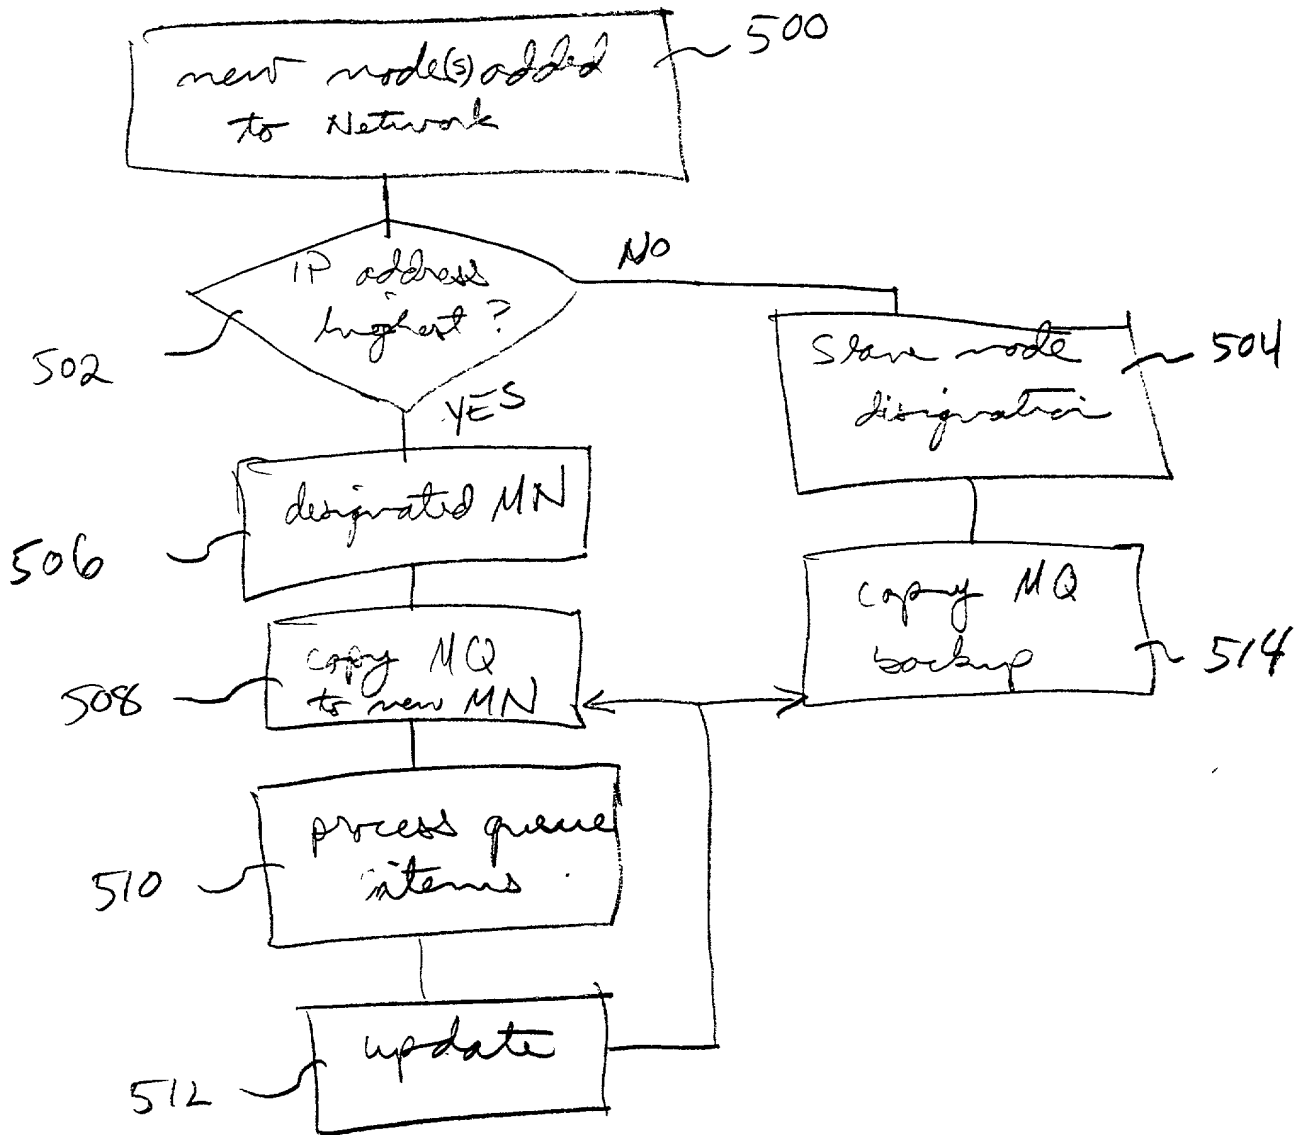 500
new node(s) added
to Network
NO
IP address
highest?
502
YES
Slave node
designation
504
designated MN
506
copy MQ
to new MN
508
copy MQ
backup
514
process queue
items
510
update
512